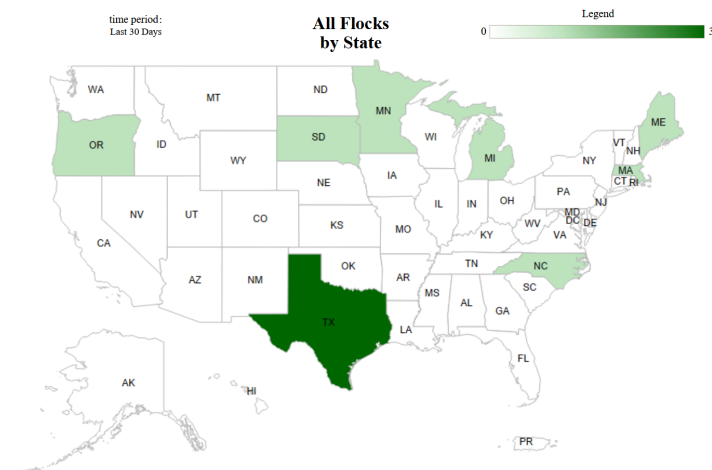 time period:
Last 30 Days
All Flocks
by State
Legend
0
3
WA
MT
ND
MN
OR
ID
SD
WI
MI
ME
VT
NH
WY
NY
MA
CT RI
NE
IA
PA
NJ
NV
UT
CO
IL
IN
OH
MD
DC
DE
CA
KS
MO
KY
WV
VA
AZ
NM
OK
TN
NC
AR
SC
MS
AL
GA
TX
LA
FL
AK
HI
PR